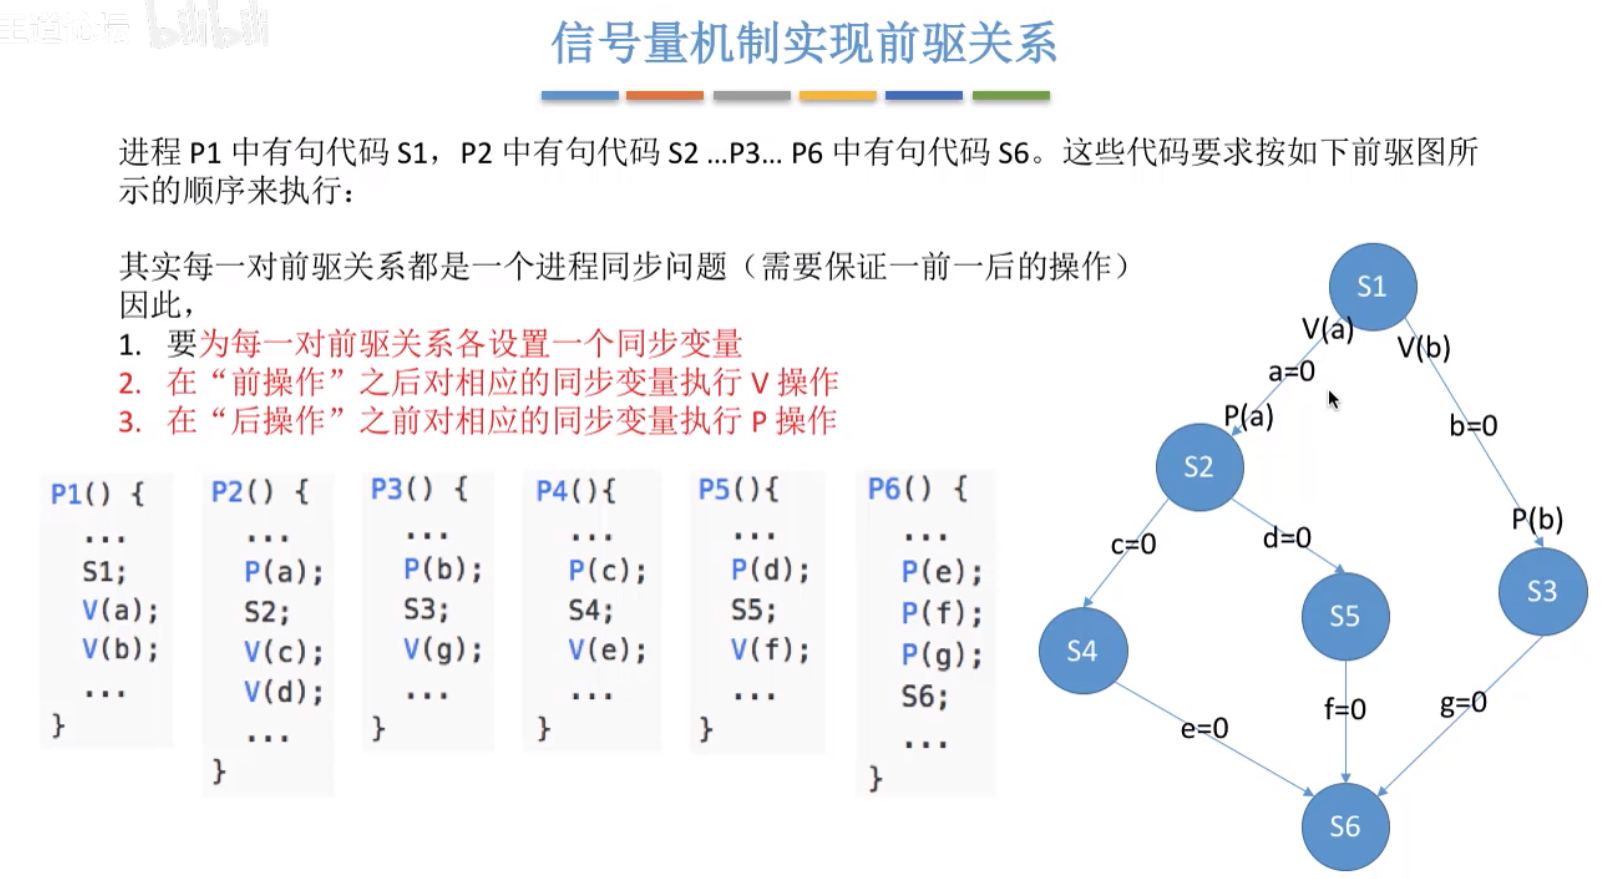 王道论坛 bilibili
信号量机制实现前驱关系
进程 P1 中有句代码 S1，P2 中有句代码 S2 ...P3... P6 中有句代码 S6。这些代码要求按如下前驱图所
示的顺序来执行：
其实每一对前驱关系都是一个进程同步问题（需要保证一前一后的操作）
因此，
1. 要为每一对前驱关系各设置一个同步变量
2. 在“前操作”之后对相应的同步变量执行 V 操作
3. 在“后操作”之前对相应的同步变量执行 P 操作
P1() {
...
S1;
V(a);
V(b);
...
}
P2() {
...
P(a);
S2;
V(c);
V(d);
...
}
P3() {
...
P(b);
S3;
V(g);
...
}
P4(){
...
P(c);
S4;
V(e);
...
}
P5(){
...
P(d);
S5;
V(f);
...
}
P6() {
...
P(e);
P(f);
P(g);
S6;
...
}
S1
V(a)
V(b)
a=0
P(a)
b=0
S2
P(b)
c=0
d=0
S3
S5
S4
e=0
f=0
g=0
S6